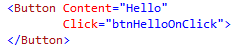 <Button Content="Hello"
        Click="btnHelloOnClick">
</Button>